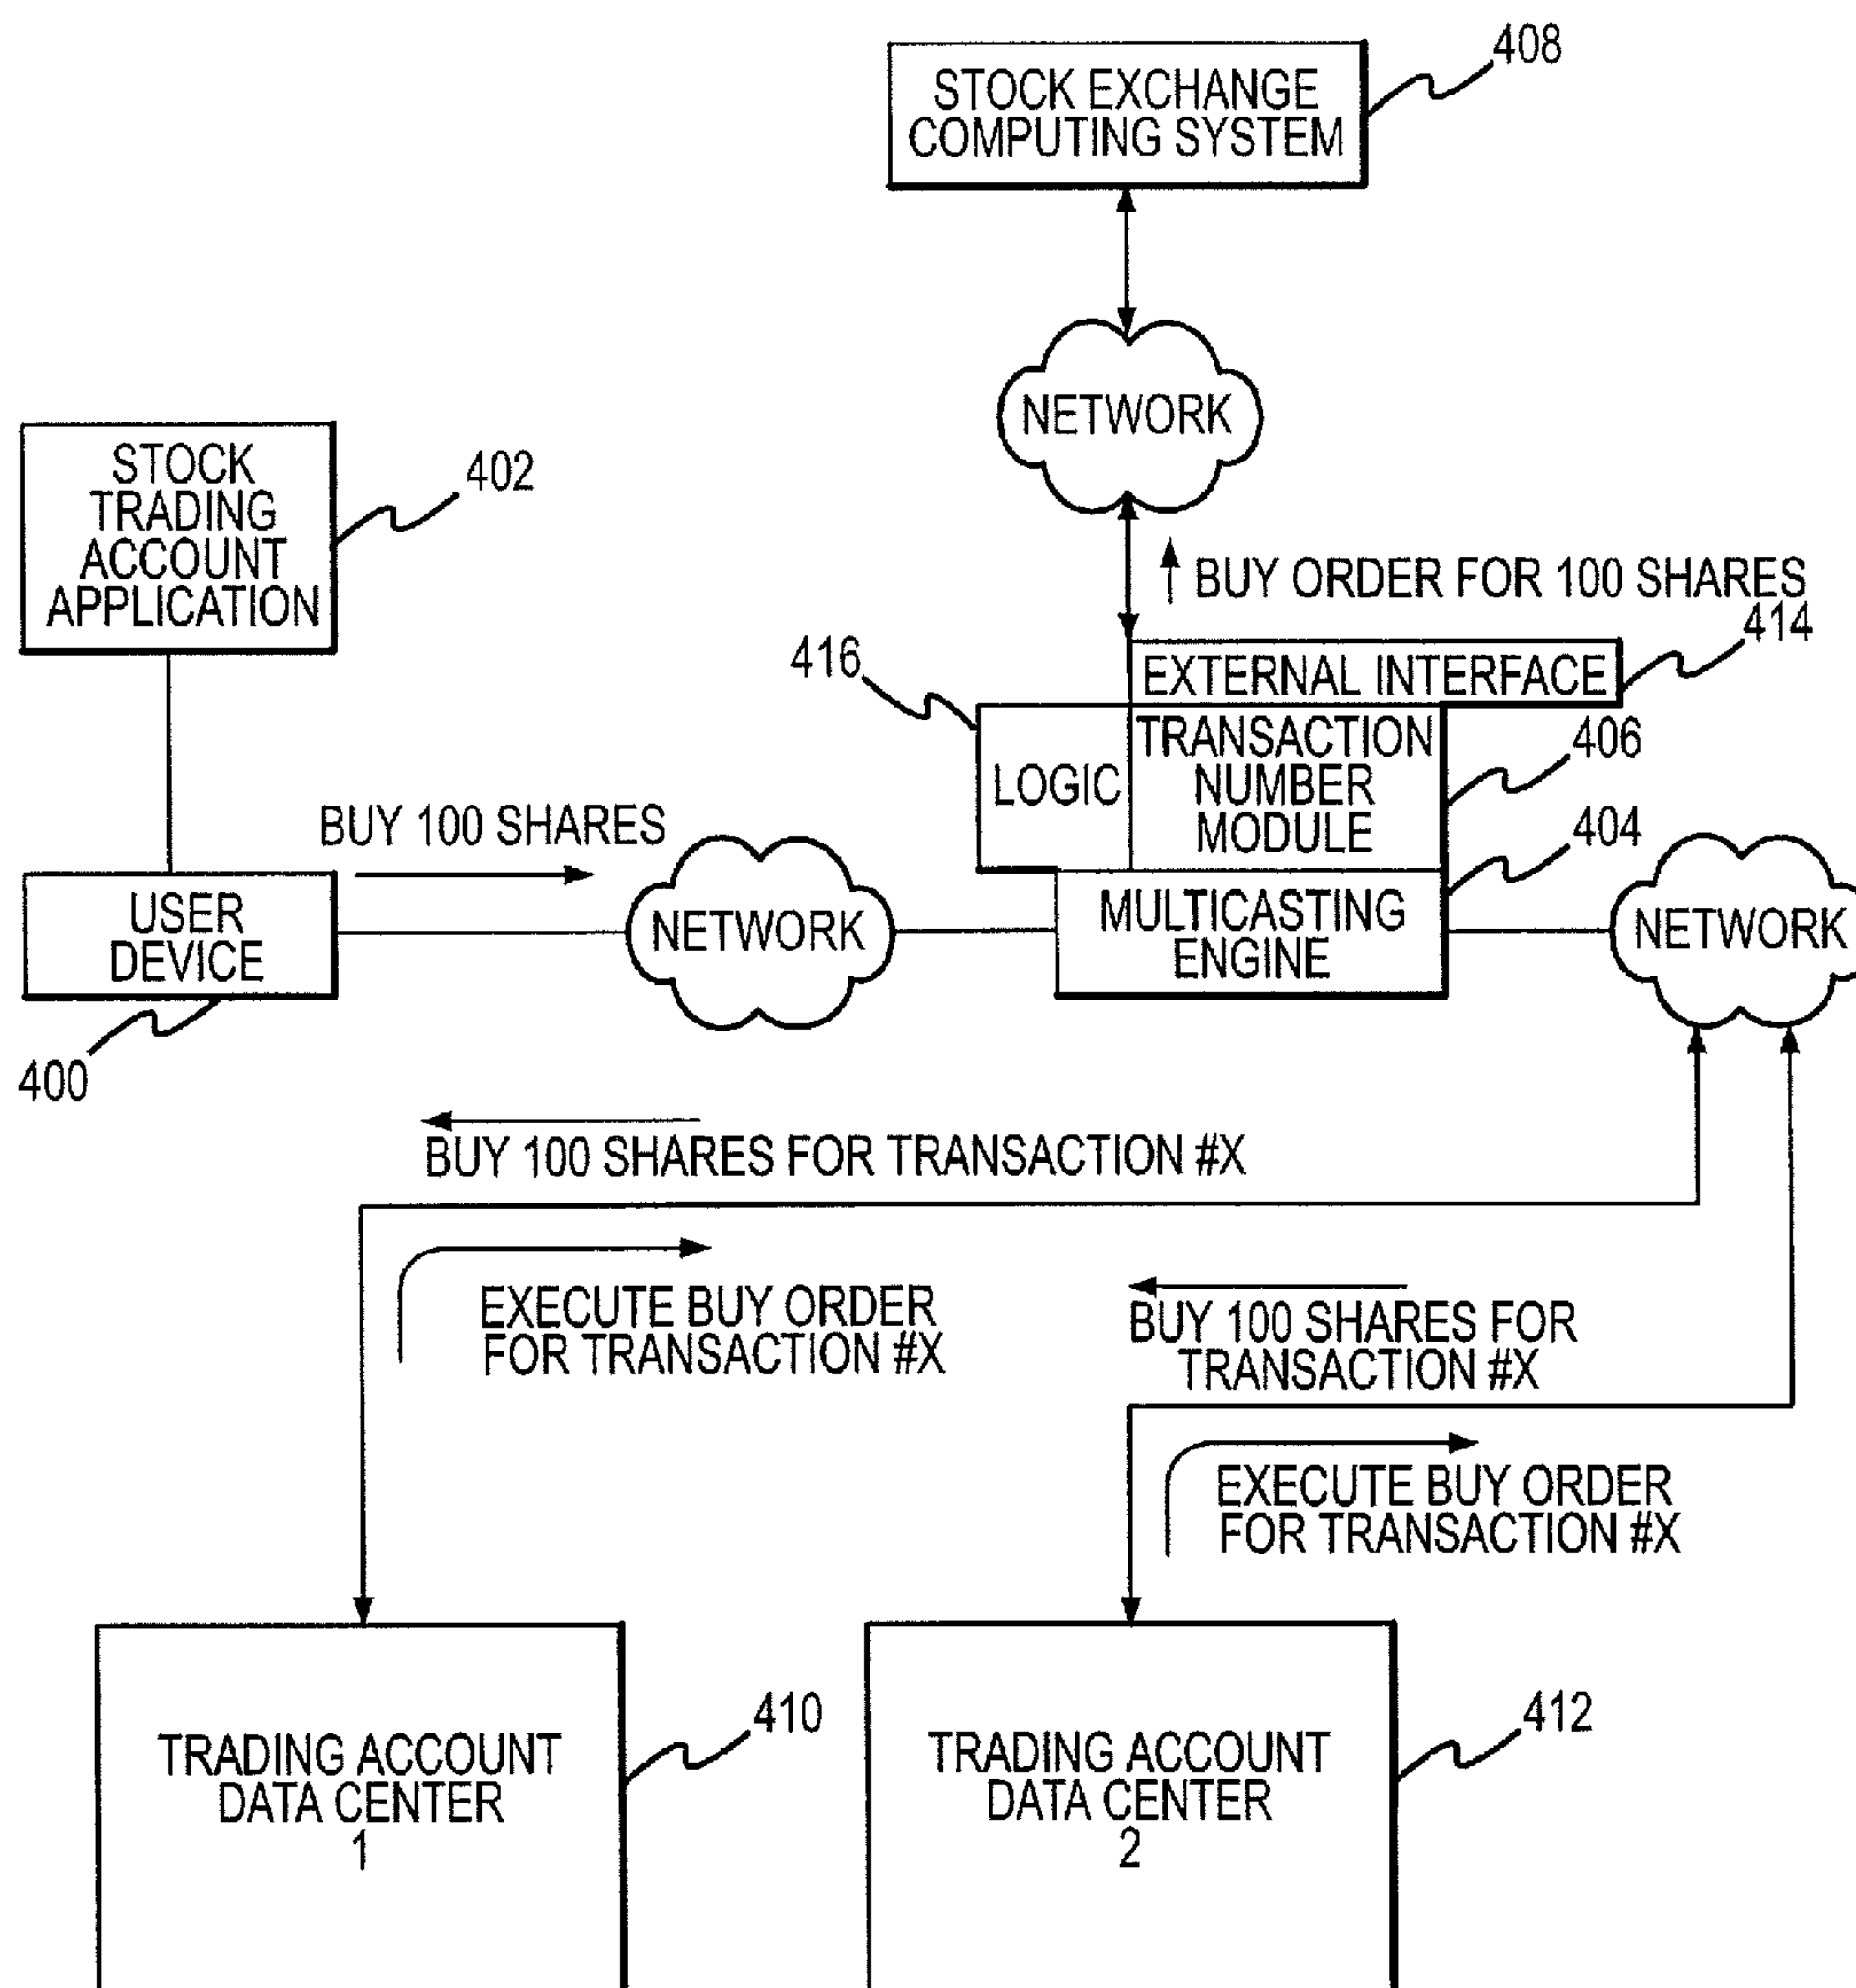 408
STOCK EXCHANGE
COMPUTING SYSTEM
NETWORK
STOCK
TRADING
ACCOUNT
APPLICATION
402
BUY ORDER FOR 100 SHARES
414
416
EXTERNAL INTERFACE
LOGIC
TRANSACTION
NUMBER
MODULE
406
404
BUY 100 SHARES
USER
DEVICE
NETWORK
MULTICASTING
ENGINE
NETWORK
400
BUY 100 SHARES FOR TRANSACTION #X
EXECUTE BUY ORDER
FOR TRANSACTION #X
BUY 100 SHARES FOR
TRANSACTION #X
EXECUTE BUY ORDER
FOR TRANSACTION #X
410
TRADING ACCOUNT
DATA CENTER
1
412
TRADING ACCOUNT
DATA CENTER
2